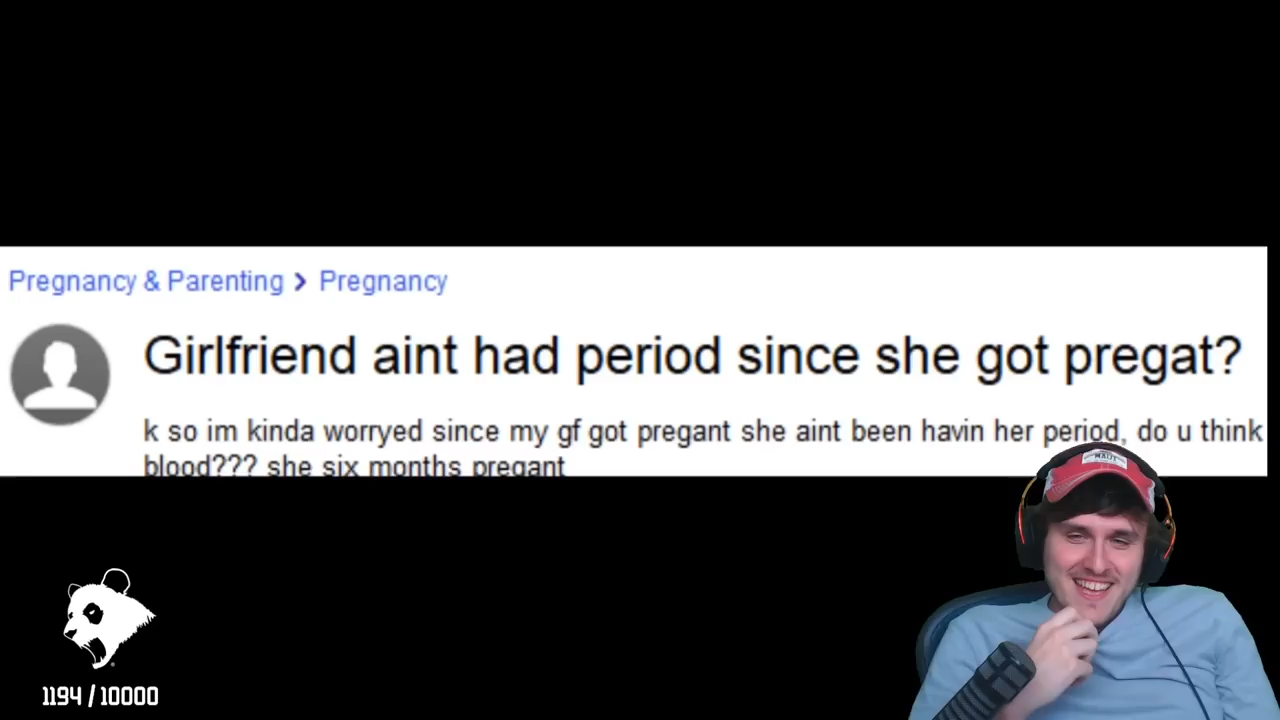 Pregnancy & Parenting > Pregnancy
Girlfriend aint had period since she got pregat?
k so im kinda worryed since my gf got pregant she aint been havin her period, do u think
blood??? she six months pregant
1194 / 10000